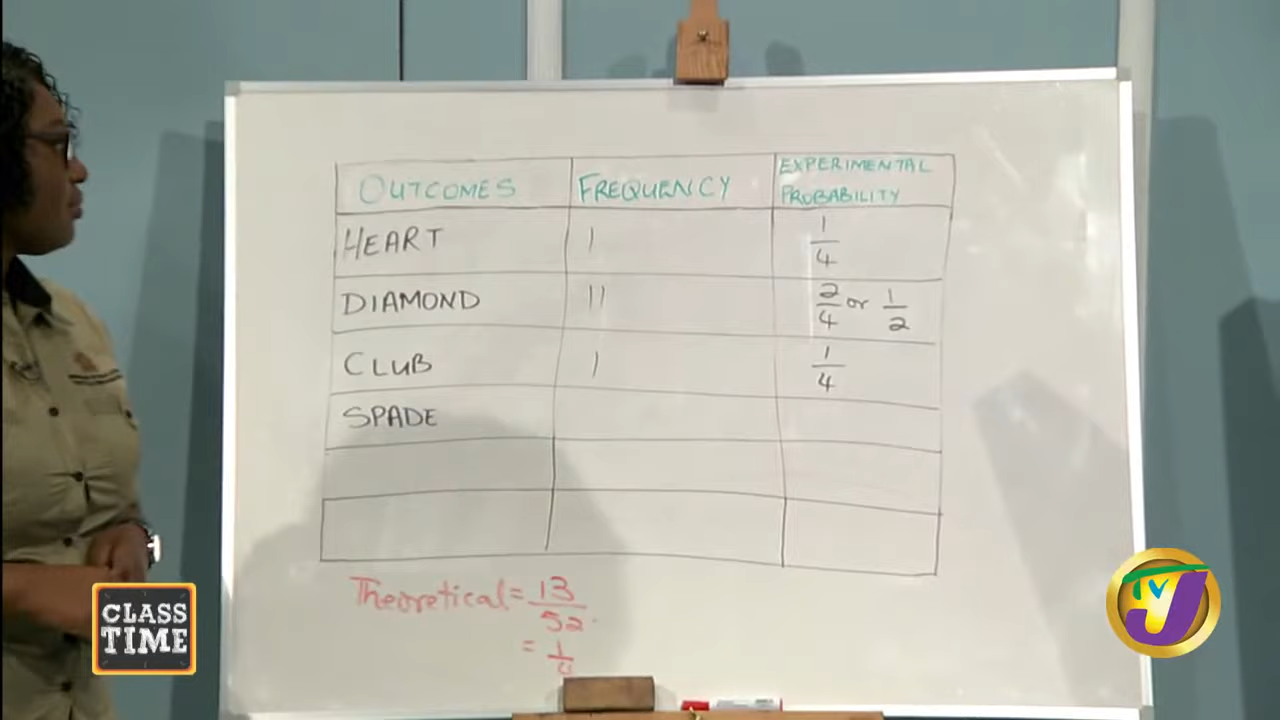 OUTCOMES FREQUENCY EXPERIMENTAL PROBABILITY
HEART | 1/4
DIAMOND || 2/4 or 1/2
CLUB | 1/4
SPADE
Theoretical = 13/52
= 1/4
CLASS
TIME
TVJ